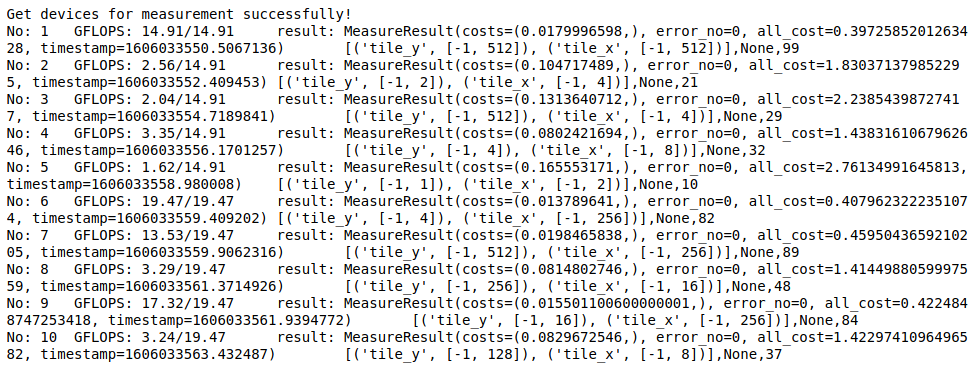 Get devices for measurement successfully!
No: 1   GFLOPS: 14.91/14.91     result: MeasureResult(costs=(0.0179996598,), error_no=0, all_cost=0.39725852012634
28, timestamp=1606033550.5067136)       [('tile_y', [-1, 512]), ('tile_x', [-1, 512])],None,99
No: 2   GFLOPS: 2.56/14.91      result: MeasureResult(costs=(0.104717489,), error_no=0, all_cost=1.83037137985229
5, timestamp=1606033552.409453) [('tile_y', [-1, 2]), ('tile_x', [-1, 4])],None,21
No: 3   GFLOPS: 2.04/14.91      result: MeasureResult(costs=(0.1313640712,), error_no=0, all_cost=2.2385439872741
7, timestamp=1606033554.7189841)        [('tile_y', [-1, 512]), ('tile_x', [-1, 4])],None,29
No: 4   GFLOPS: 3.35/14.91      result: MeasureResult(costs=(0.0802421694,), error_no=0, all_cost=1.43831610679626
46, timestamp=1606033556.1701257)       [('tile_y', [-1, 4]), ('tile_x', [-1, 8])],None,32
No: 5   GFLOPS: 1.62/14.91      result: MeasureResult(costs=(0.165553171,), error_no=0, all_cost=2.76134991645813,
timestamp=1606033558.980008)    [('tile_y', [-1, 1]), ('tile_x', [-1, 2])],None,10
No: 6   GFLOPS: 19.47/19.47     result: MeasureResult(costs=(0.013789641,), error_no=0, all_cost=0.407962322235107
4, timestamp=1606033559.409202) [('tile_y', [-1, 4]), ('tile_x', [-1, 256])],None,82
No: 7   GFLOPS: 13.53/19.47     result: MeasureResult(costs=(0.0198465838,), error_no=0, all_cost=0.45950436592102
05, timestamp=1606033559.9062316)       [('tile_y', [-1, 512]), ('tile_x', [-1, 256])],None,89
No: 8   GFLOPS: 3.29/19.47      result: MeasureResult(costs=(0.0814802746,), error_no=0, all_cost=1.41449880599975
59, timestamp=1606033561.3714926)       [('tile_y', [-1, 256]), ('tile_x', [-1, 16])],None,48
No: 9   GFLOPS: 17.32/19.47     result: MeasureResult(costs=(0.015501100600000001,), error_no=0, all_cost=0.422484
8747253418, timestamp=1606033561.9394772)       [('tile_y', [-1, 16]), ('tile_x', [-1, 256])],None,84
No: 10  GFLOPS: 3.24/19.47      result: MeasureResult(costs=(0.0829672546,), error_no=0, all_cost=1.42297410964965
82, timestamp=1606033563.432487)        [('tile_y', [-1, 128]), ('tile_x', [-1, 8])],None,37